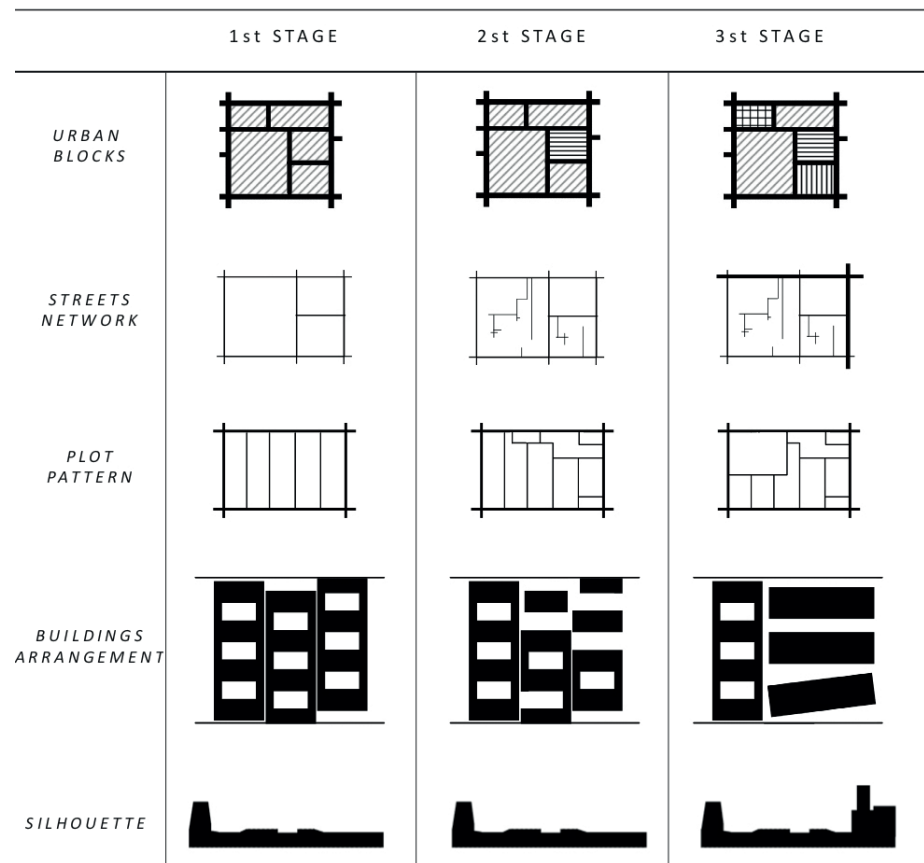 1st STAGE
2st STAGE
3st STAGE
URBAN
BLOCKS
STREETS
NETWORK
PLOT
PATTERN
BUILDINGS
ARRANGEMENT
SILHOUETTE